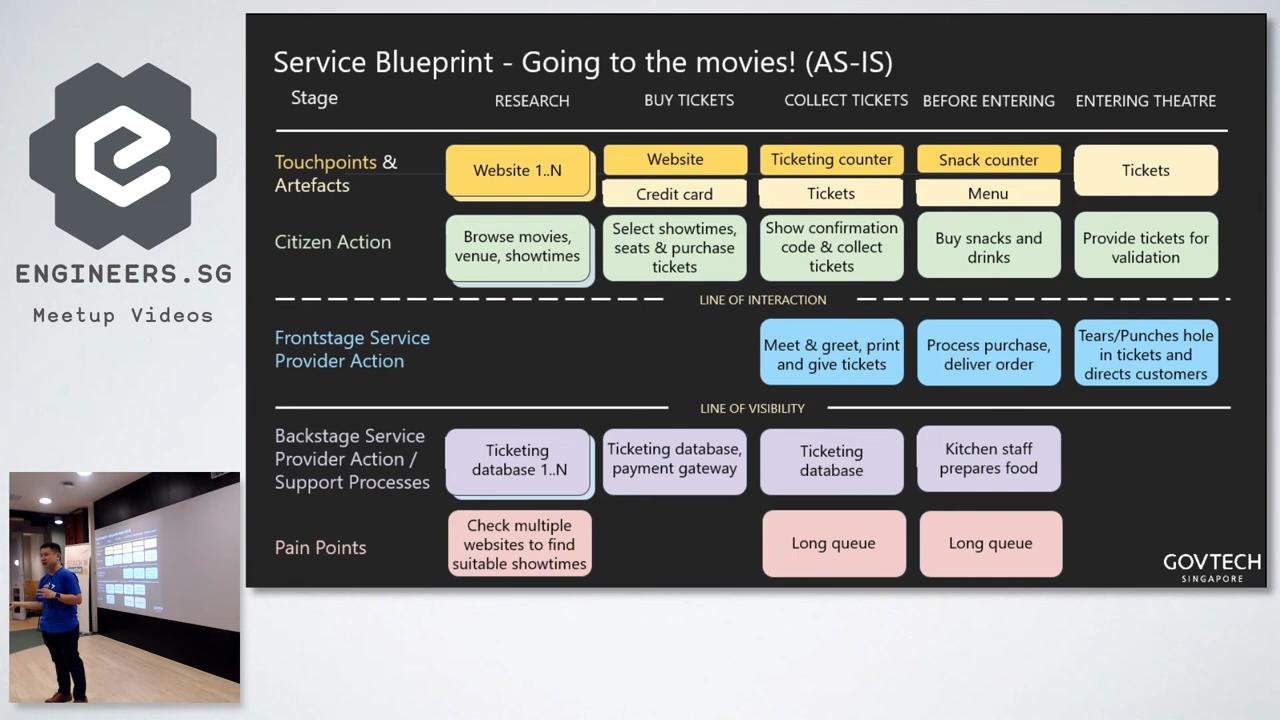 Service Blueprint - Going to the movies! (AS-IS)
Stage
RESEARCH
BUY TICKETS
COLLECT TICKETS
BEFORE ENTERING
ENTERING THEATRE
Touchpoints &
Artefacts
Website 1..N
Website
Credit card
Ticketing counter
Tickets
Snack counter
Menu
Tickets
Citizen Action
Browse movies,
venue, showtimes
Select showtimes,
seats & purchase
tickets
Show confirmation
code & collect
tickets
Buy snacks and
drinks
Provide tickets for
validation
LINE OF INTERACTION
Frontstage Service
Provider Action
Meet & greet, print
and give tickets
Process purchase,
deliver order
Tears/Punches hole
in tickets and
directs customers
LINE OF VISIBILITY
Backstage Service
Provider Action /
Support Processes
Ticketing
database 1..N
Ticketing database,
payment gateway
Ticketing
database
Kitchen staff
prepares food
Pain Points
Check multiple
websites to find
suitable showtimes
Long queue
Long queue
GOVTECH
SINGAPORE
ENGINEERS.SG
Meetup Videos